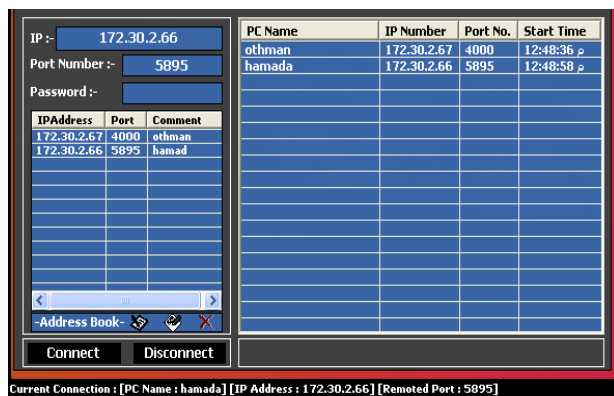 IP :- 172.30.2.66
Port Number :- 5895
Password :-
IPAddress Port Comment
172.30.2.67 4000 othman
172.30.2.66 5895 hamad
-Address Book-
Connect Disconnect
PC Name IP Number Port No. Start Time
othman 172.30.2.67 4000 12:48:36 م
hamada 172.30.2.66 5895 12:48:58 م
Current Connection : [PC Name : hamada] [IP Address : 172.30.2.66] [Remoted Port : 5895]